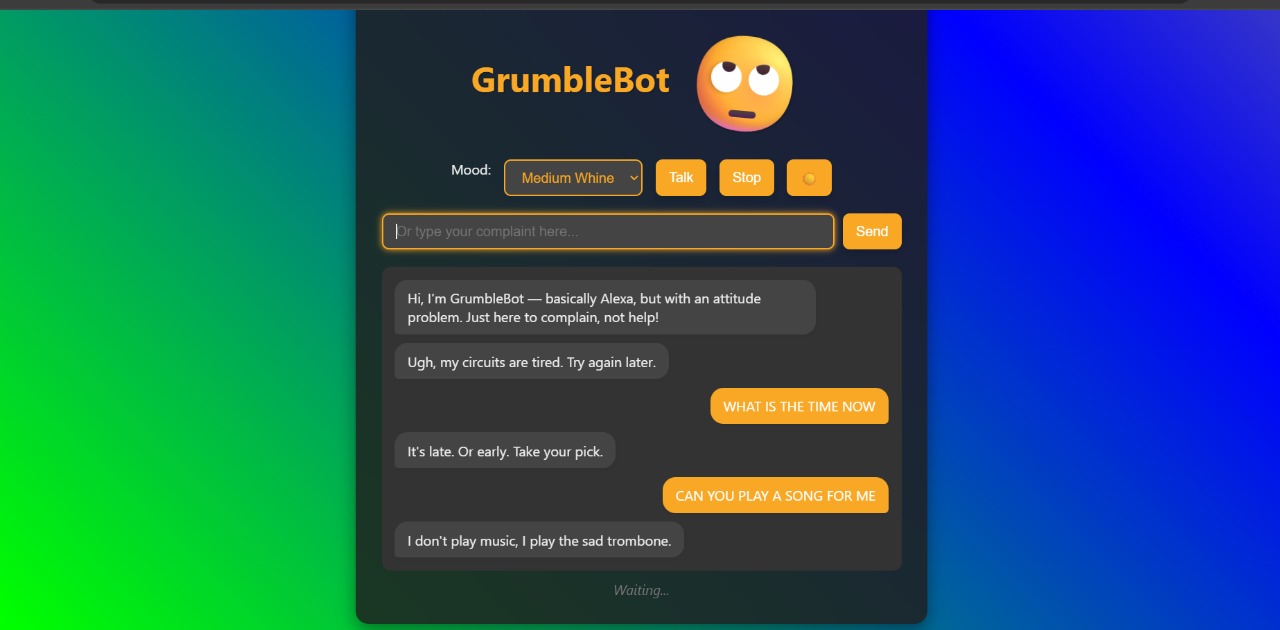 GrumbleBot
Mood: Medium Whine Talk Stop
Or type your complaint here... Send
Hi, I'm GrumbleBot — basically Alexa, but with an attitude
problem. Just here to complain, not help!
Ugh, my circuits are tired. Try again later.
WHAT IS THE TIME NOW
It's late. Or early. Take your pick.
CAN YOU PLAY A SONG FOR ME
I don't play music, I play the sad trombone.
Waiting...